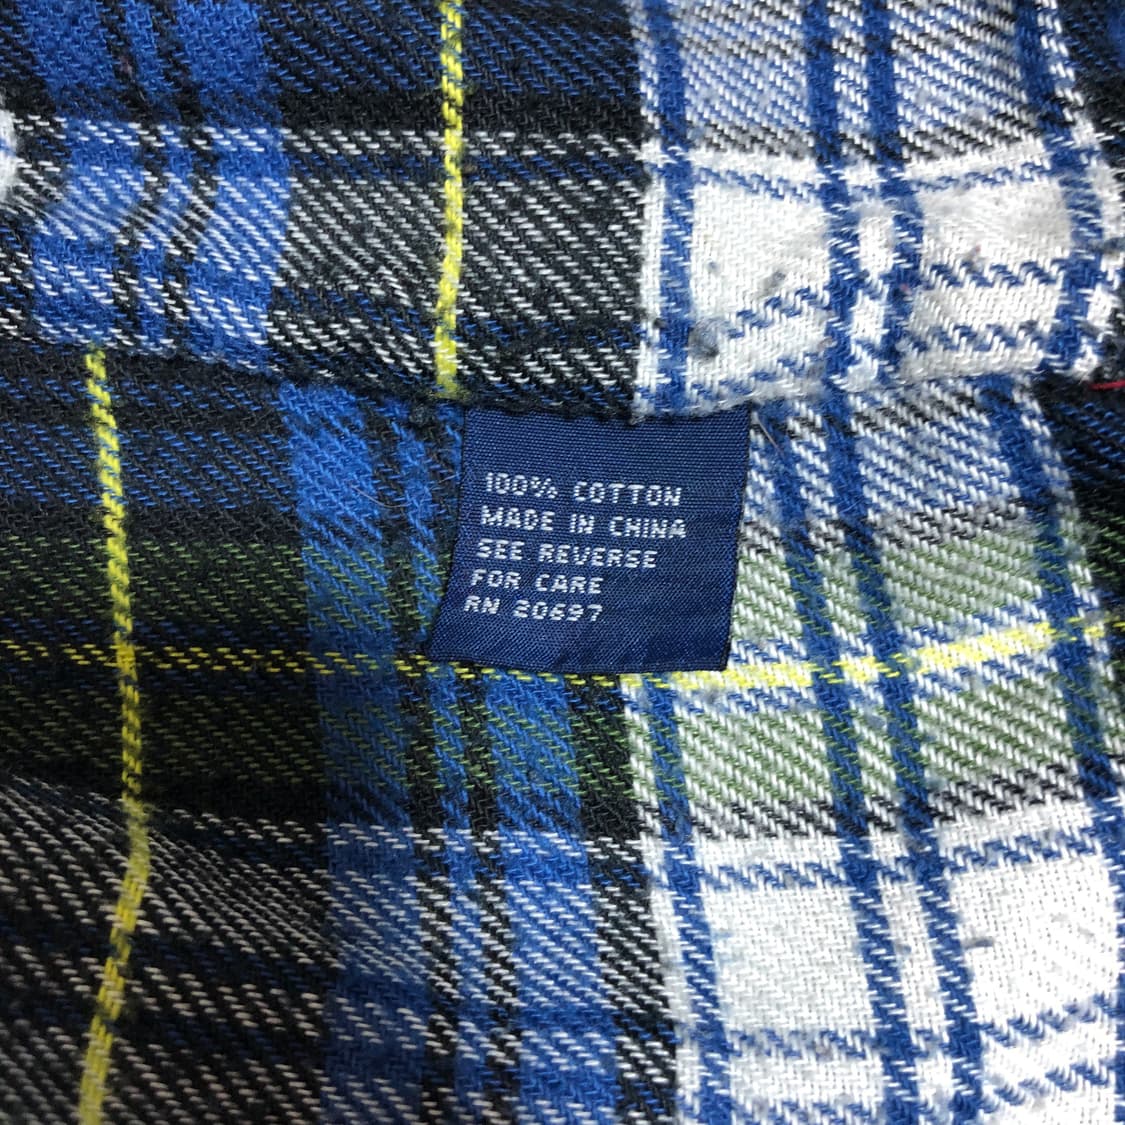 100% COTTON
MADE IN CHINA
SEE REVERSE
FOR CARE
RN 20697